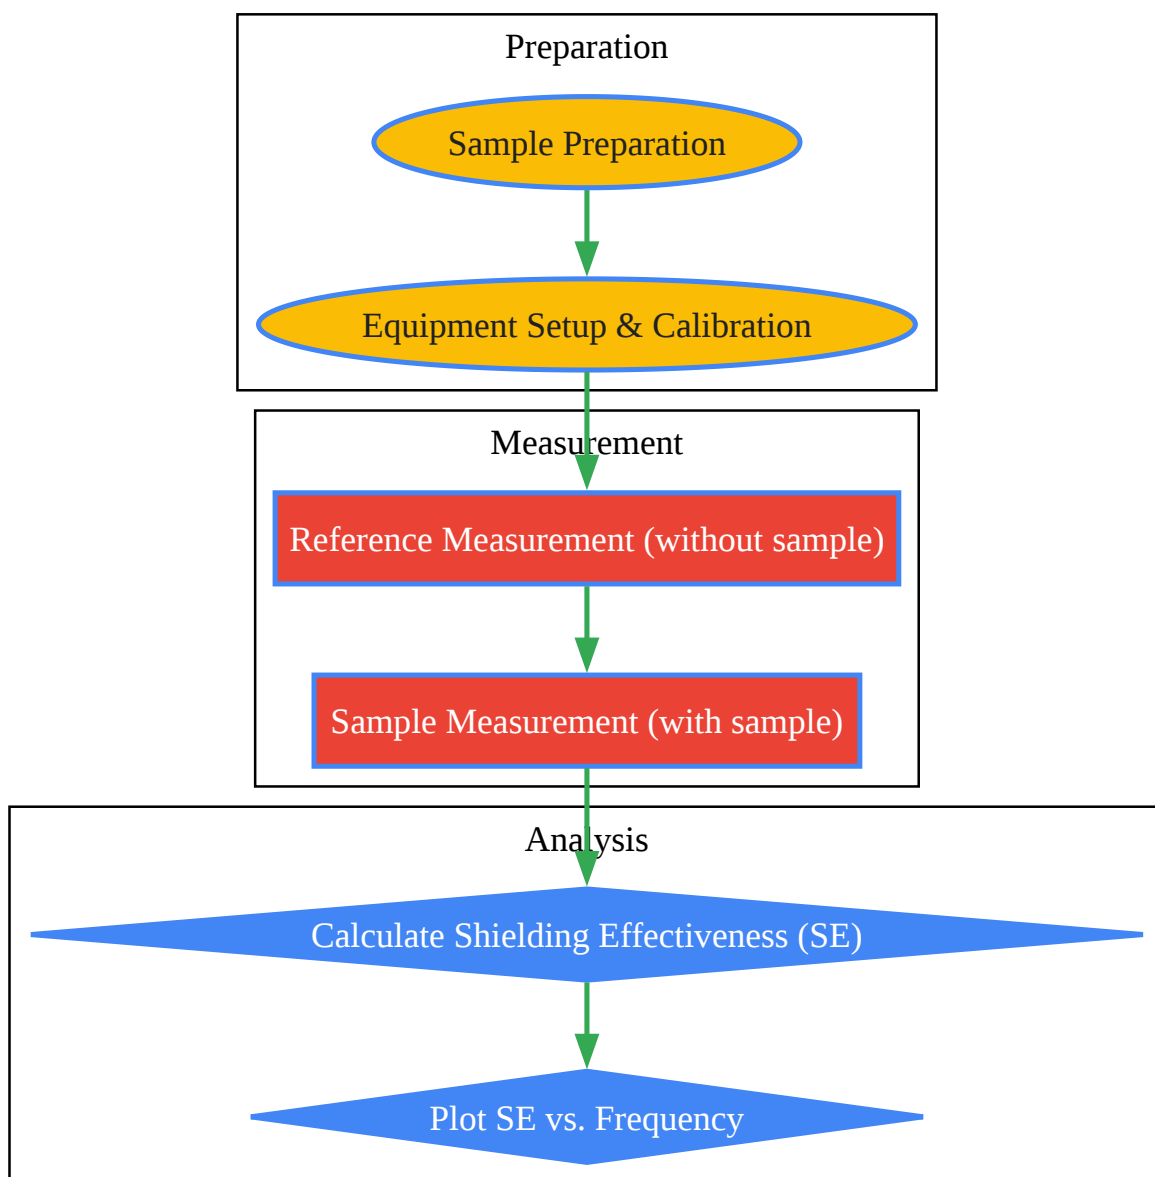 Preparation
Sample Preparation
Equipment Setup & Calibration
Measurement
Reference Measurement (without sample)
Sample Measurement (with sample)
Analysis
Calculate Shielding Effectiveness (SE)
Plot SE vs. Frequency